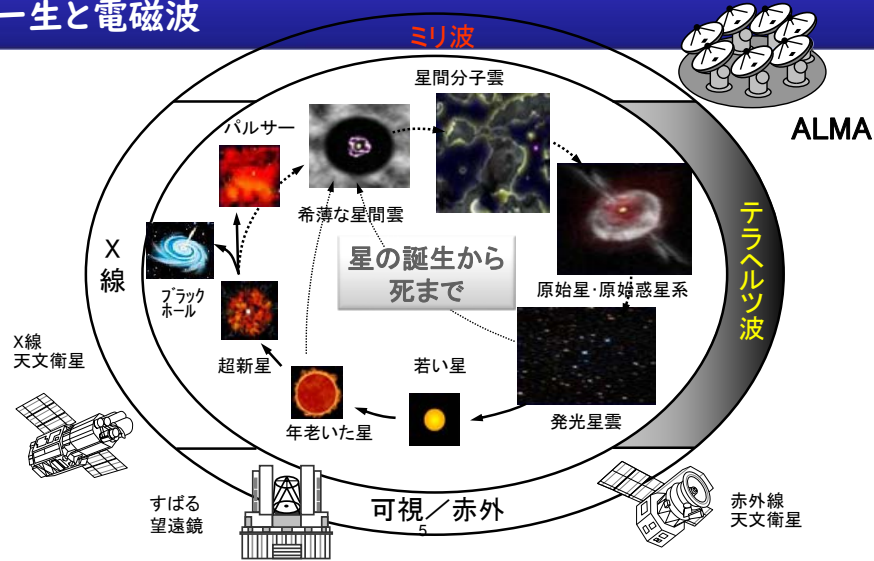 一生と電磁波
ミリ波
ALMA
星間分子雲
パルサー
希薄な星間雲
テラヘルツ波
X
線
星の誕生から
死まで
原始星・原始惑星系
ブラック
ホール
X線
天文衛星
超新星
若い星
年老いた星
発光星雲
すばる
望遠鏡
可視／赤外
5
赤外線
天文衛星